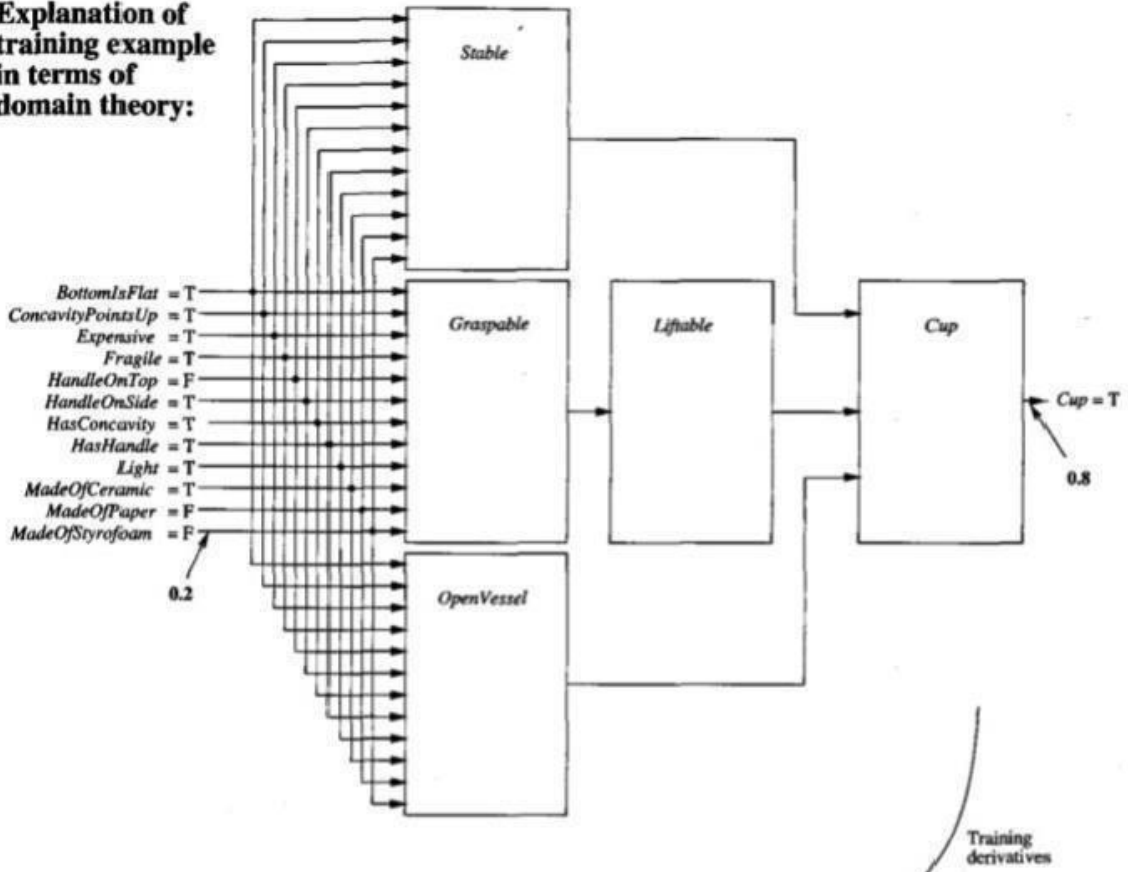 Explanation of
training example
in terms of
domain theory:
Stable
BottomIsFlat = T
ConcavityPointsUp = T
Expensive = T
Fragile = T
HandleOnTop = F
HandleOnSide = T
HasConcavity = T
HasHandle = T
Light = T
MadeOfCeramic = T
MadeOfPaper = F
MadeOfStyrofoam = F
0.2
Graspable
Liftable
Cup
Cup = T
0.8
OpenVessel
Training
derivatives